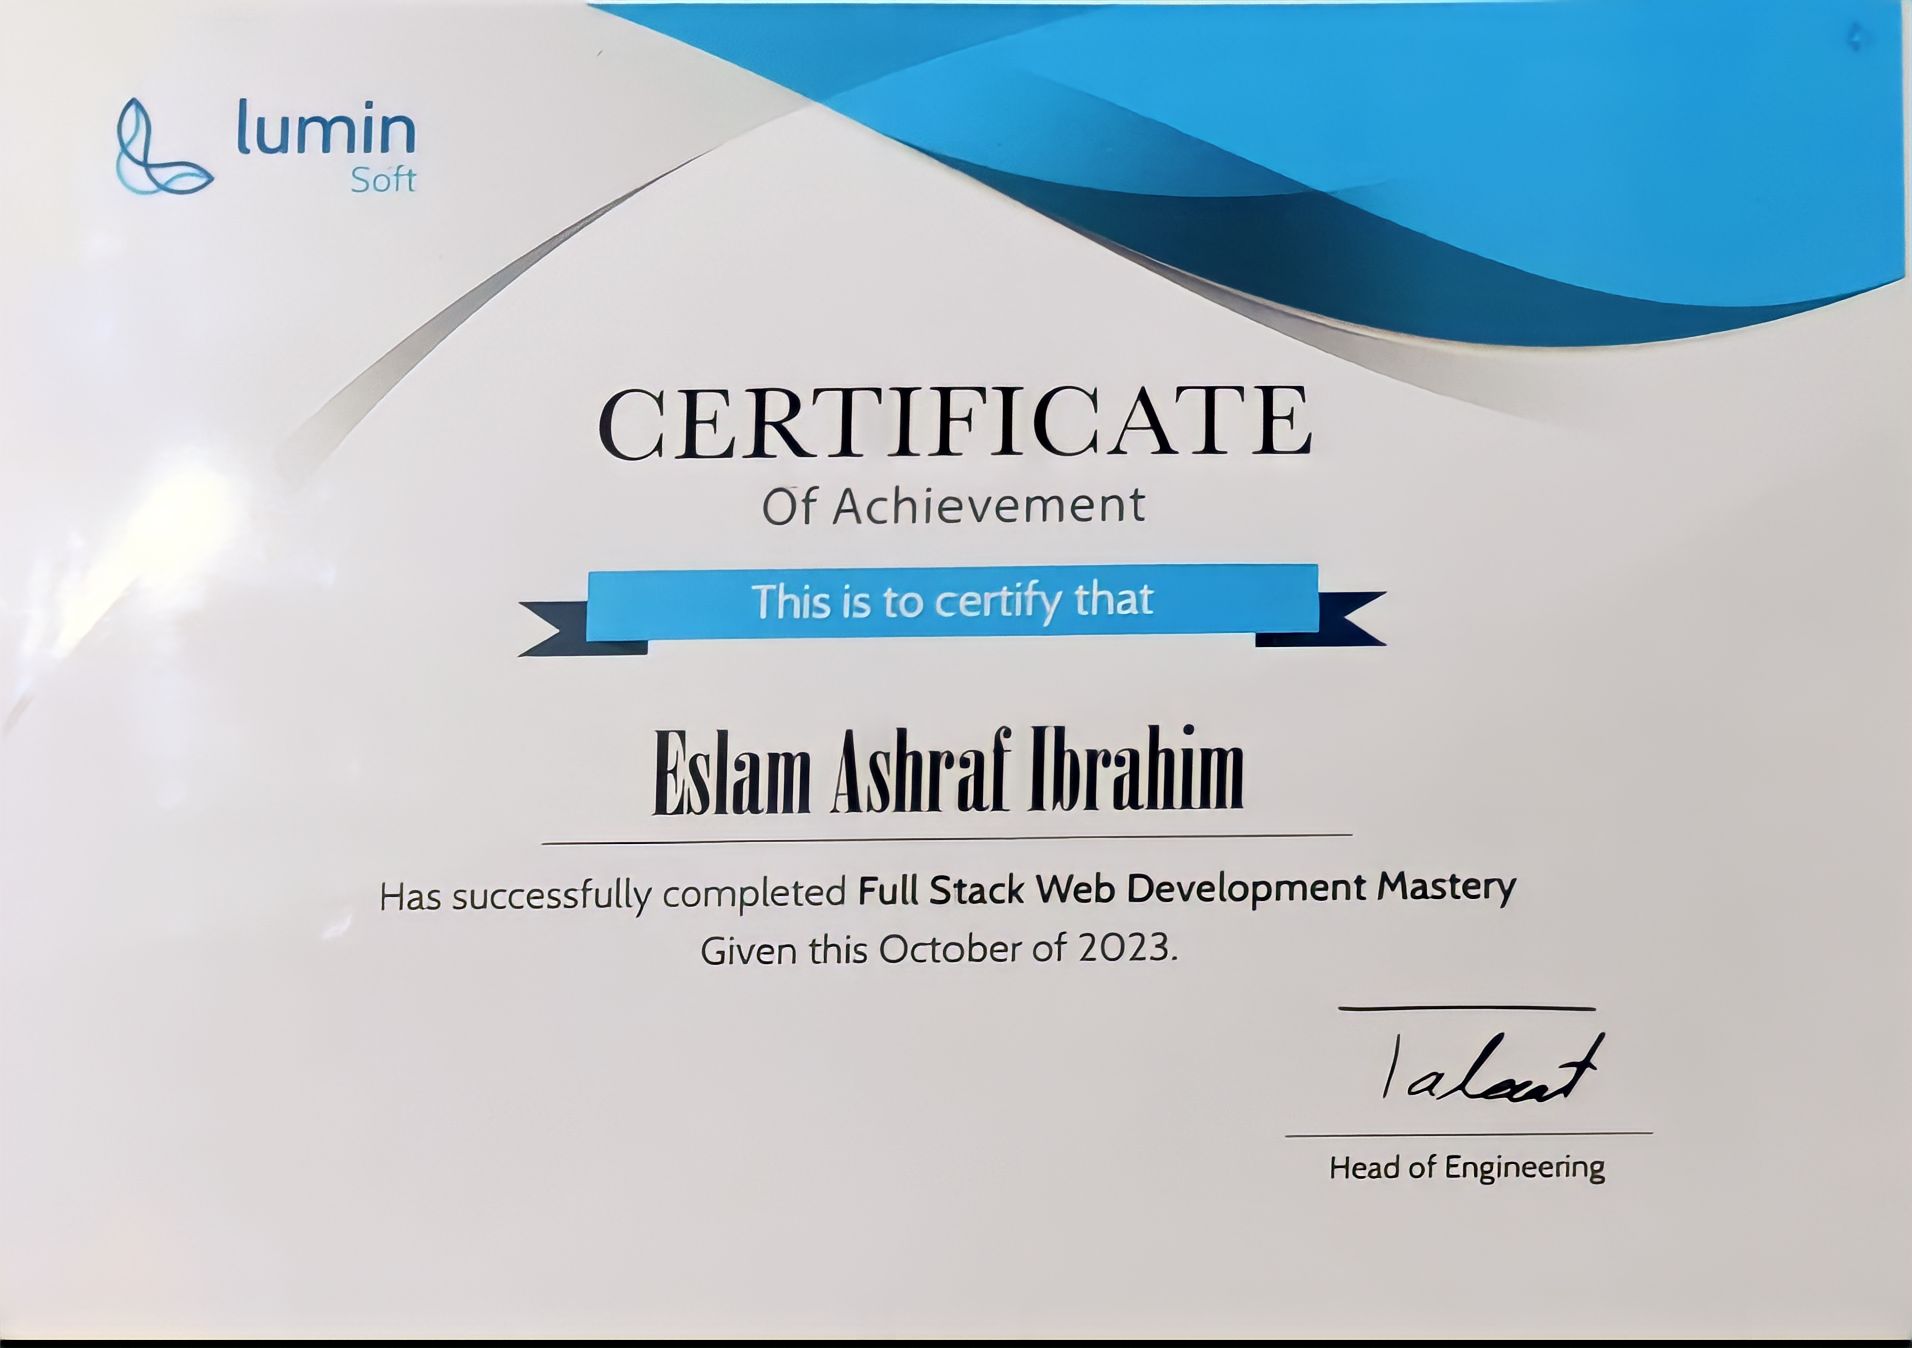 lumin
Soft
CERTIFICATE
Of Achievement
This is to certify that
Eslam Ashraf Ibrahim
Has successfully completed Full Stack Web Development Mastery
Given this October of 2023.
Talaat
Head of Engineering